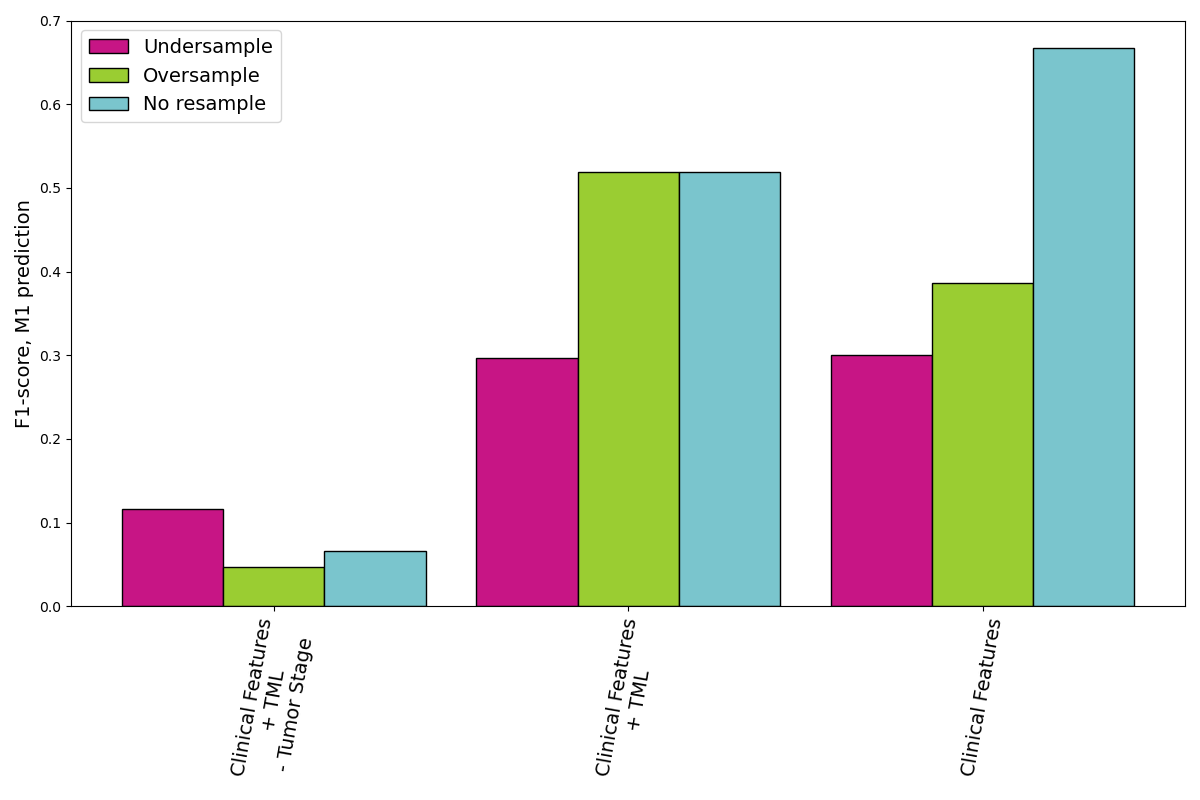 0.7
0.6
0.5
0.4
0.3
0.2
0.1
0.0
F1-score, M1 prediction
Undersample
Oversample
No resample
Clinical Features
+ TML
- Tumor Stage
Clinical Features
+ TML
Clinical Features